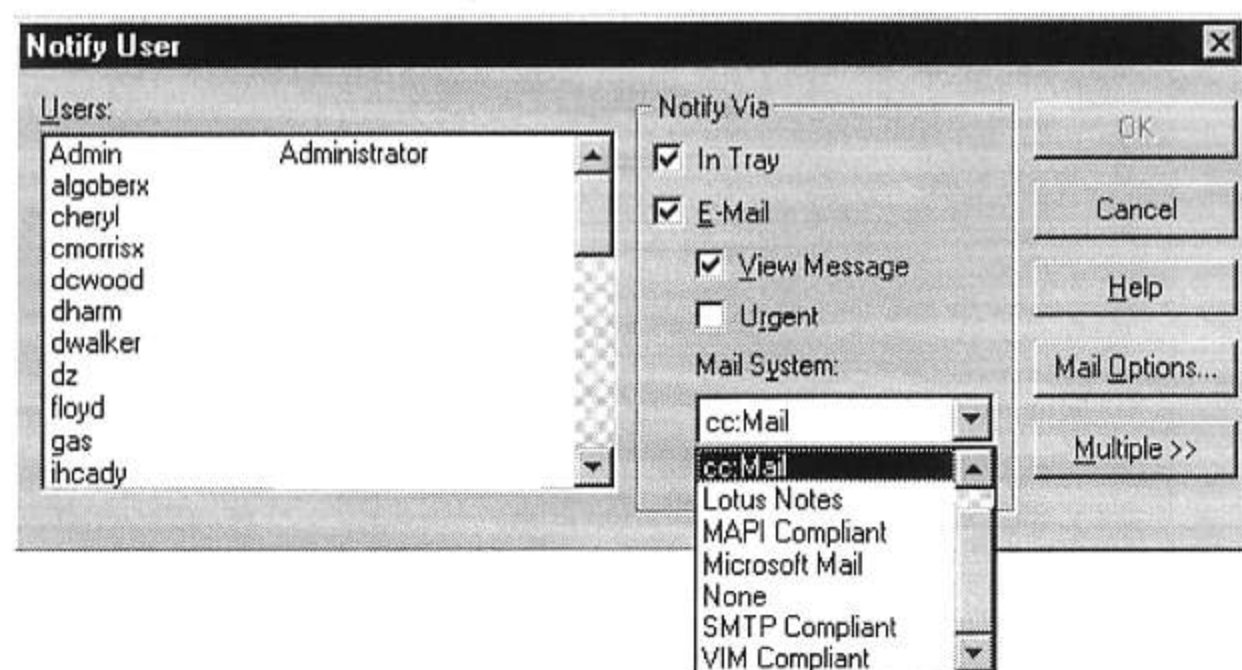 Notify User
Users:
Admin Administrator
algoberx
cheryl
cmorrisx
dcwood
dharm
dwalker
dz
floyd
gas
ihcady
Notify Via
In Tray
E-Mail
View Message
Urgent
Mail System:
cc:Mail
cc:Mail
Lotus Notes
MAPI Compliant
Microsoft Mail
None
SMTP Compliant
VIM Compliant
OK
Cancel
Help
Mail Options...
Multiple >>